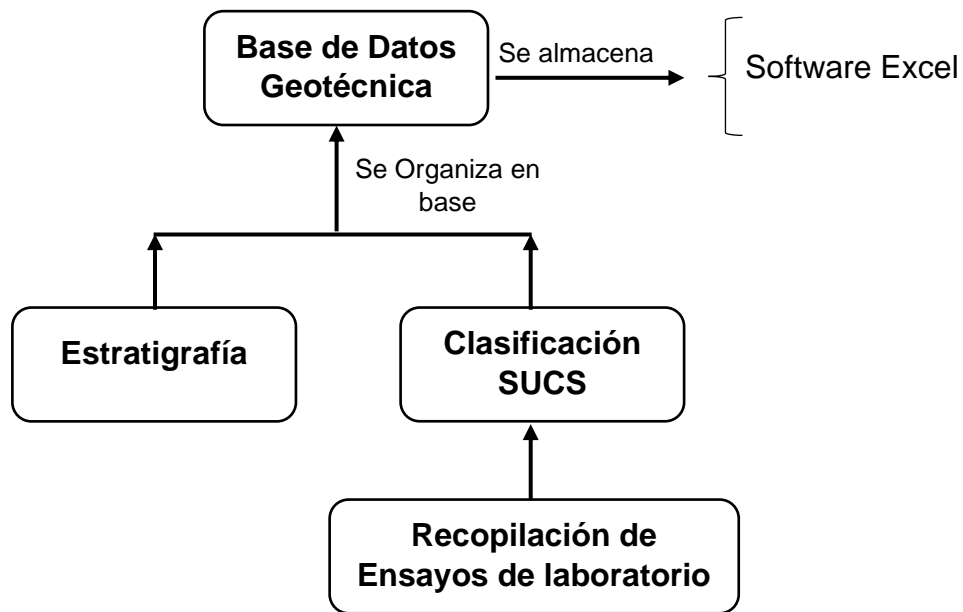 Base de Datos
Geotécnica
Se almacena
Software Excel
Se Organiza en
base
Estratigrafía
Clasificación
SUCS
Recopilación de
Ensayos de laboratorio